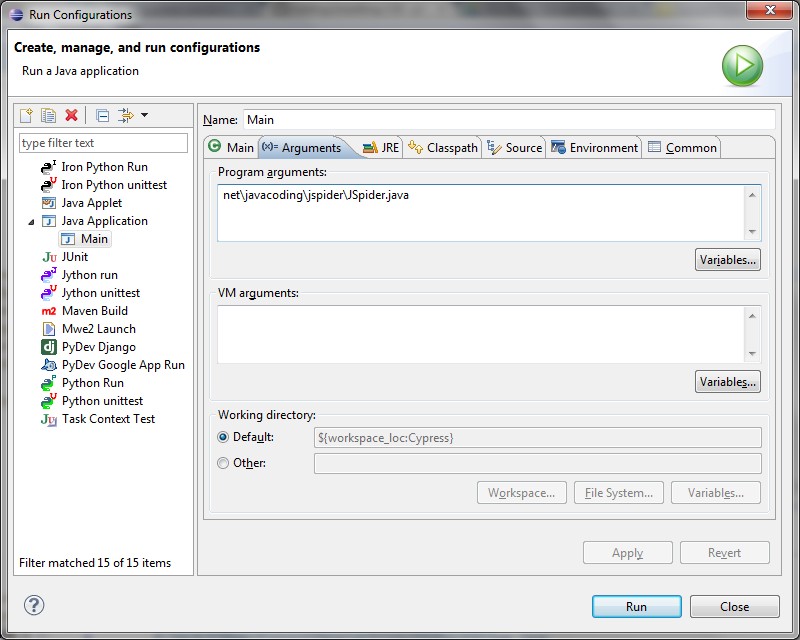 Run Configurations
Create, manage, and run configurations
Run a Java application
type filter text
Iron Python Run
Iron Python unittest
Java Applet
Java Application
Main
JUnit
Jython run
Jython unittest
Maven Build
Mwe2 Launch
PyDev Django
PyDev Google App Run
Python Run
Python unittest
Task Context Test
Filter matched 15 of 15 items
Name: Main
Main (x)= Arguments JRE Classpath Source Environment Common
Program arguments:
net\javacoding\jspider\JSpider.java
Variables...
VM arguments:
Variables...
Working directory:
Default: ${workspace_loc:Cypress}
Other:
Workspace... File System... Variables...
Apply Revert
Run Close